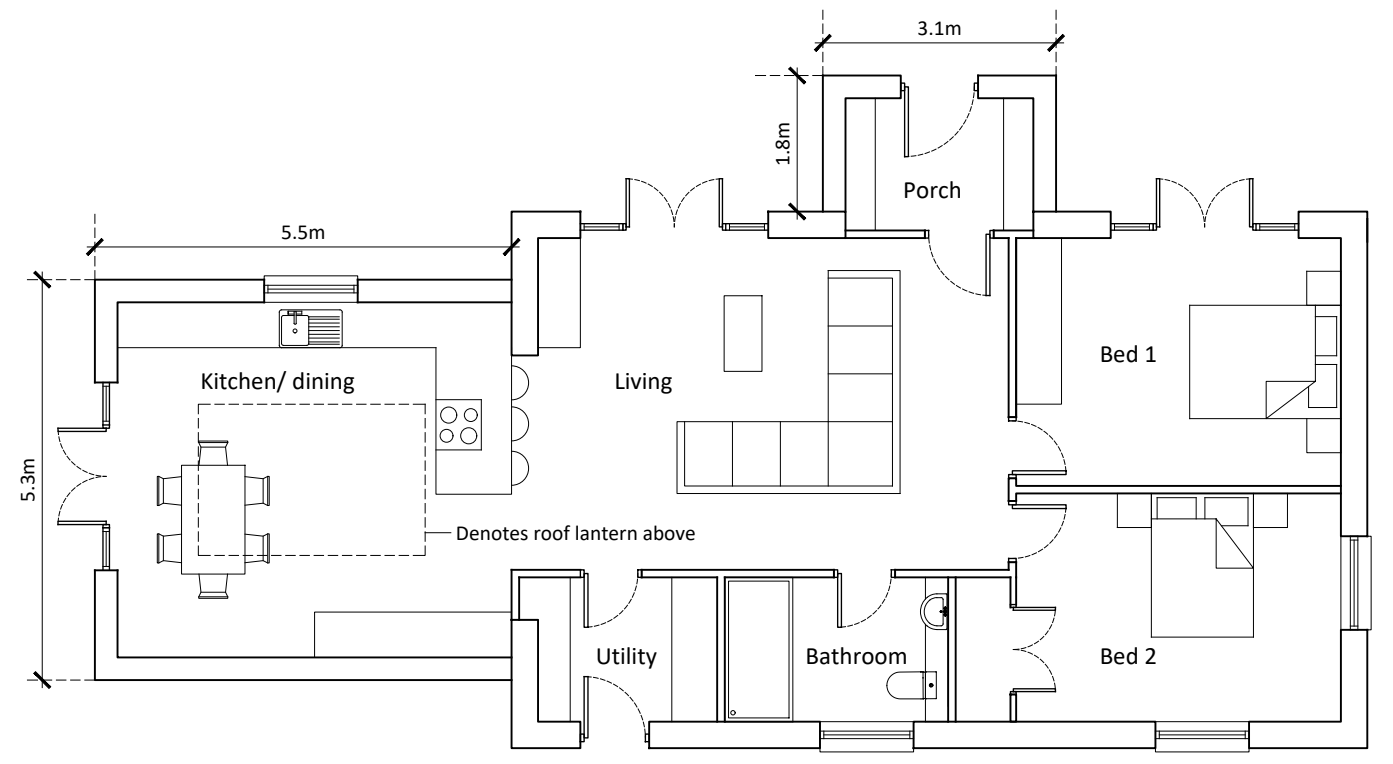 3.1m
1.8m
Porch
5.5m
Bed 1
Kitchen/ dining
Living
5.3m
Denotes roof lantern above
Utility
Bathroom
Bed 2